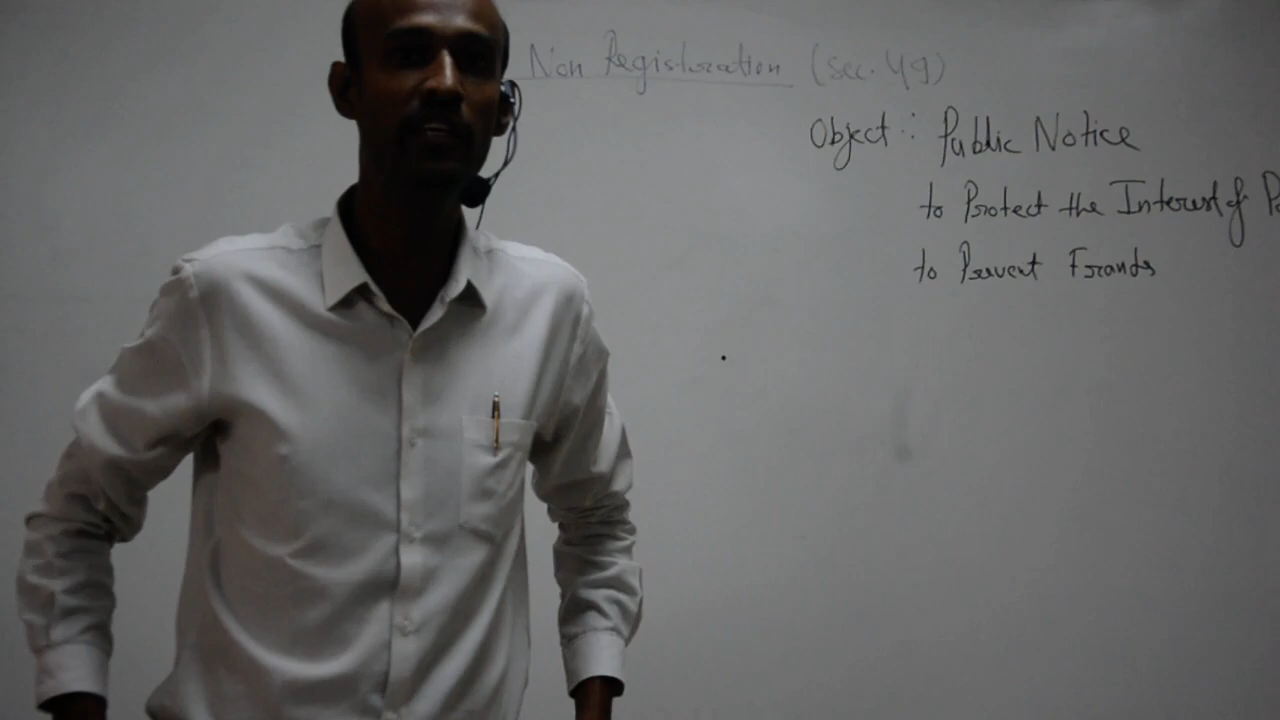 Non Registration (Sec. 49)
Object : Public Notice
to Protect the Interest of
to Prevent Frauds